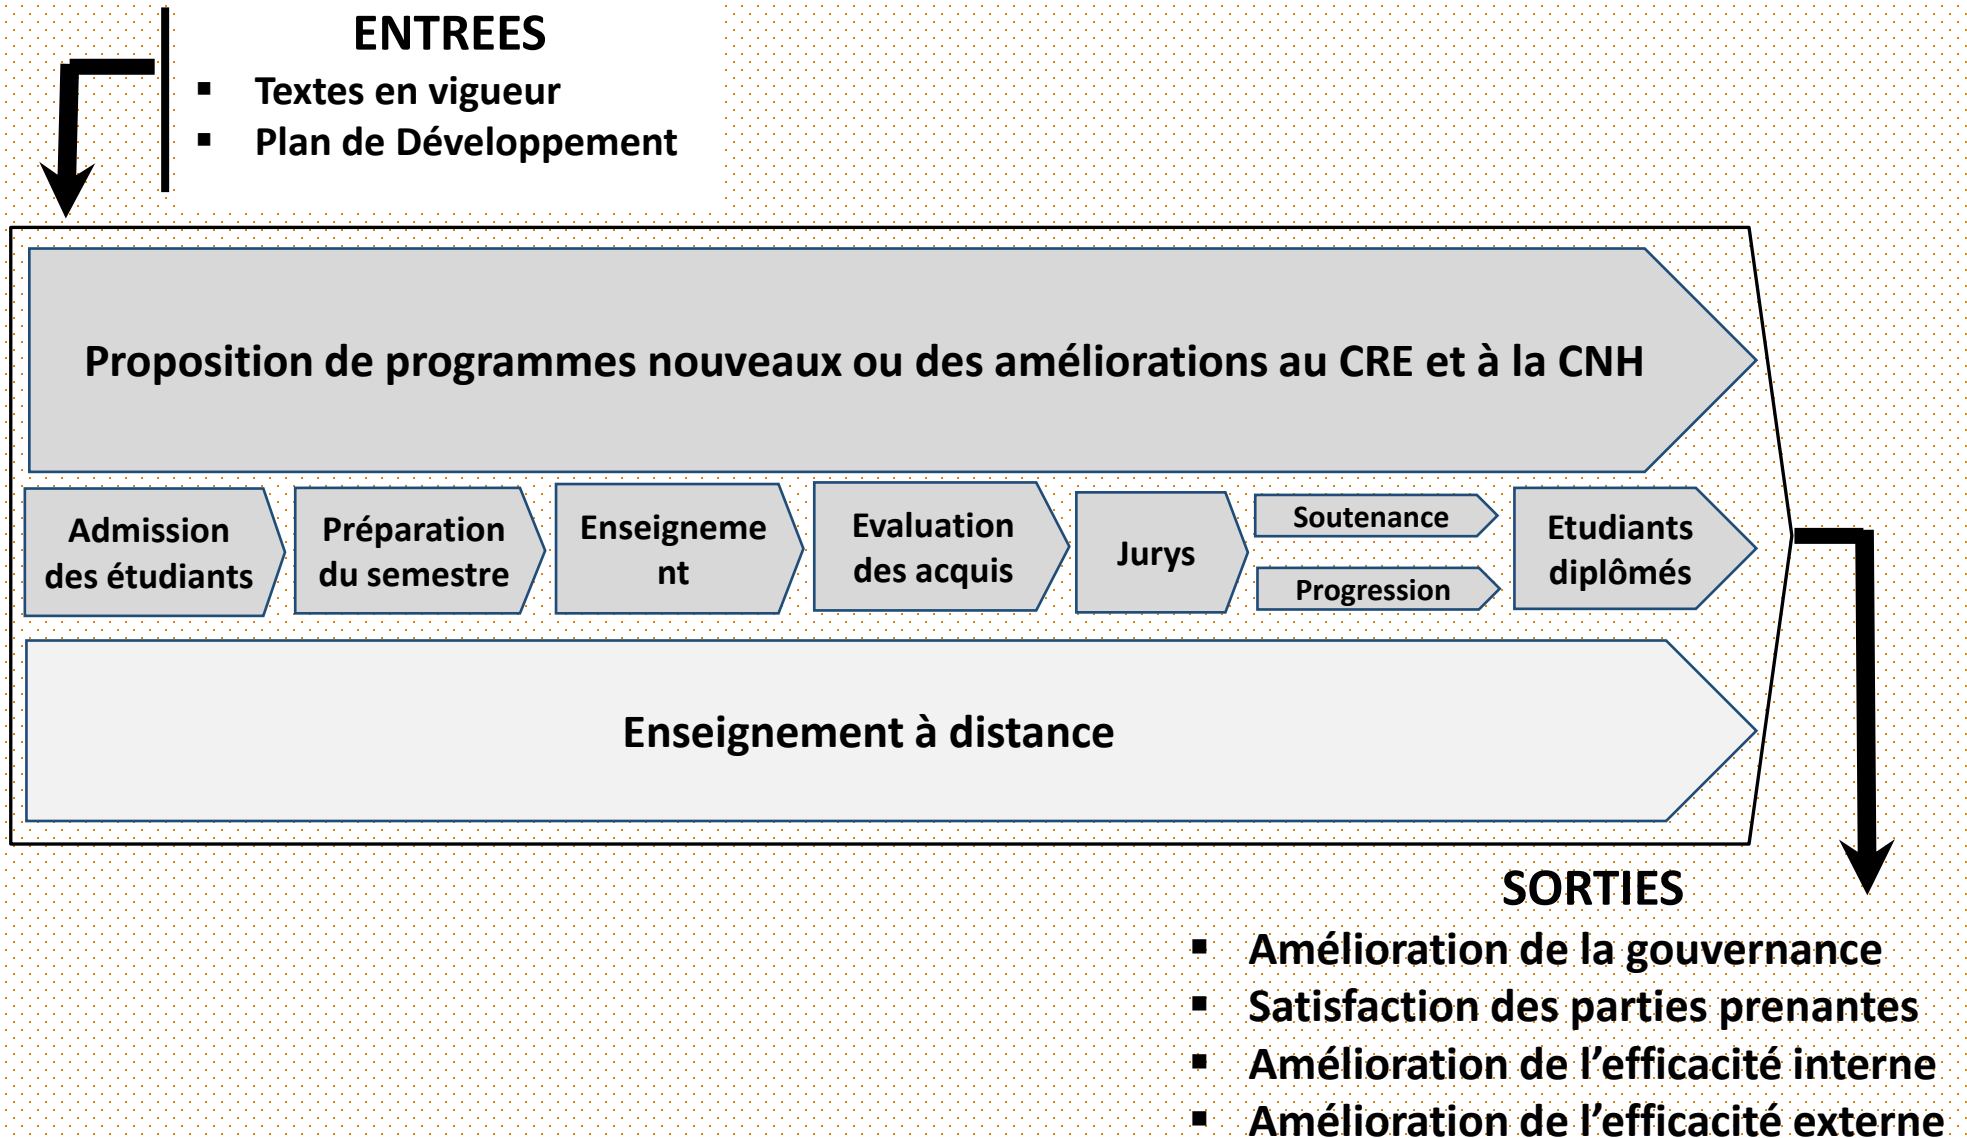 ENTREES
▪ Textes en vigueur
▪ Plan de Développement
Proposition de programmes nouveaux ou des améliorations au CRE et à la CNH
Admission
des étudiants
Préparation
du semestre
Enseigneme
nt
Evaluation
des acquis
Jurys
Soutenance
Progression
Etudiants
diplômés
Enseignement à distance
SORTIES
▪ Amélioration de la gouvernance
▪ Satisfaction des parties prenantes
▪ Amélioration de l’efficacité interne
▪ Amélioration de l’efficacité externe